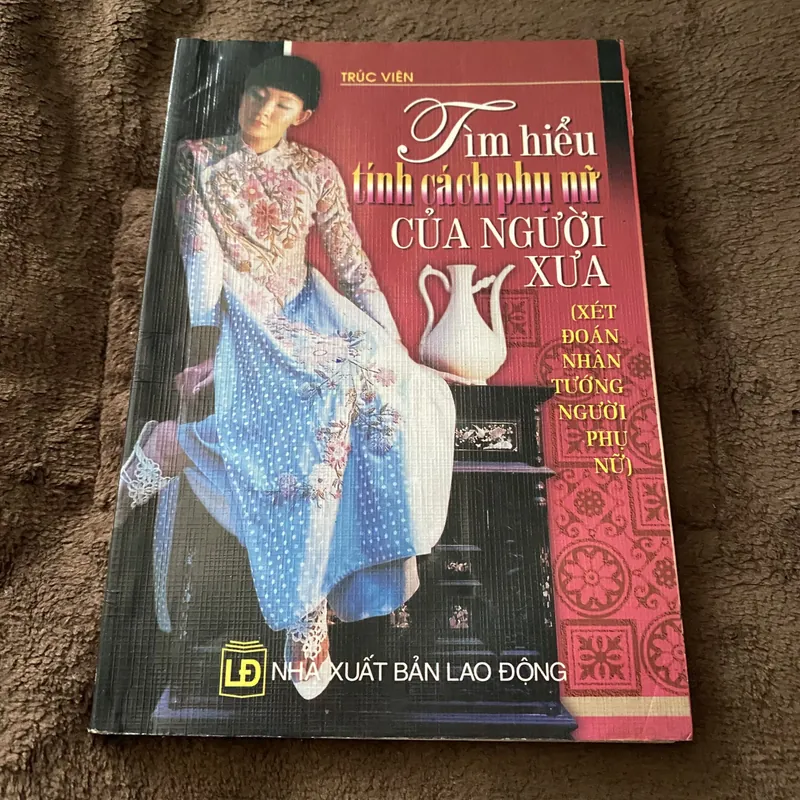 TRÚC VIÊN
Tìm hiểu
tính cách phụ nữ
CỦA NGƯỜI
XƯA
(XÉT
ĐOÁN
NHÂN
TƯỚNG
NGƯỜI
PHỤ
NỮ)
LĐ NHÀ XUẤT BẢN LAO ĐỘNG